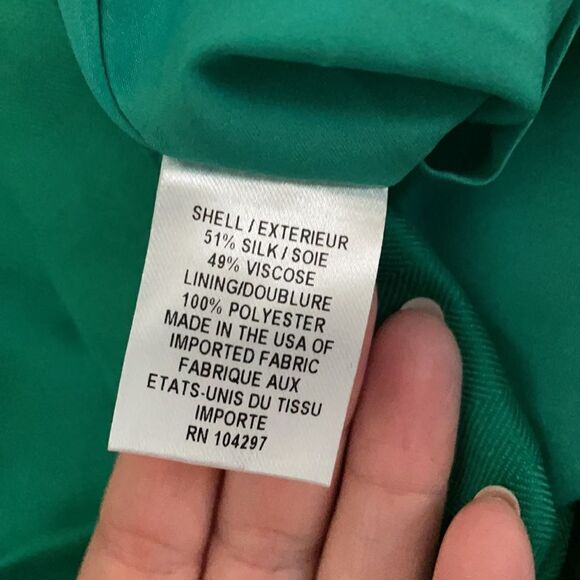 SHELL / EXTERIEUR
51% SILK / SOIE
49% VISCOSE
LINING/DOUBLURE
100% POLYESTER
MADE IN THE USA OF
IMPORTED FABRIC
FABRIQUE AUX
ETATS-UNIS DU TISSU
IMPORTE
RN 104297